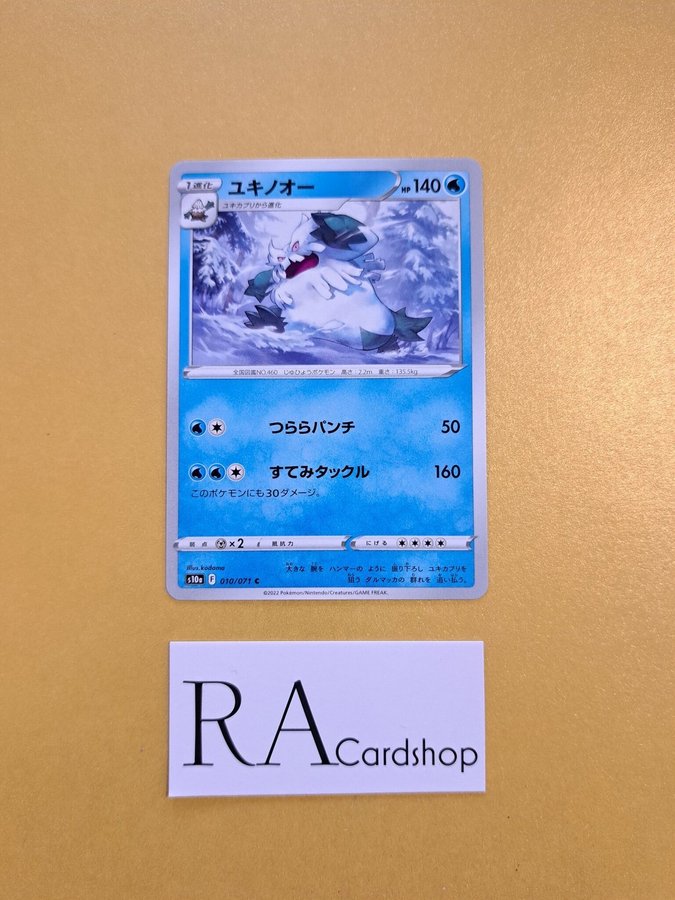 1進化 ユキノオー HP140
ユキカブリから進化
全国図鑑NO.460 じゅひょうポケモン 高さ:2.2m 重さ:135.5kg
つららパンチ 50
すてみタックル 160
このポケモンにも30ダメージ。
弱点 ×2 抵抗力 にげる
illus.kodama
大きな 腕を ハンマーの ように 振り下ろし ユキカブリを
狙う ダルマッカの 群れを 追い払う。
s10a F 010/071 C
©2022 Pokémon/Nintendo/Creatures/GAME FREAK.
RA Cardshop